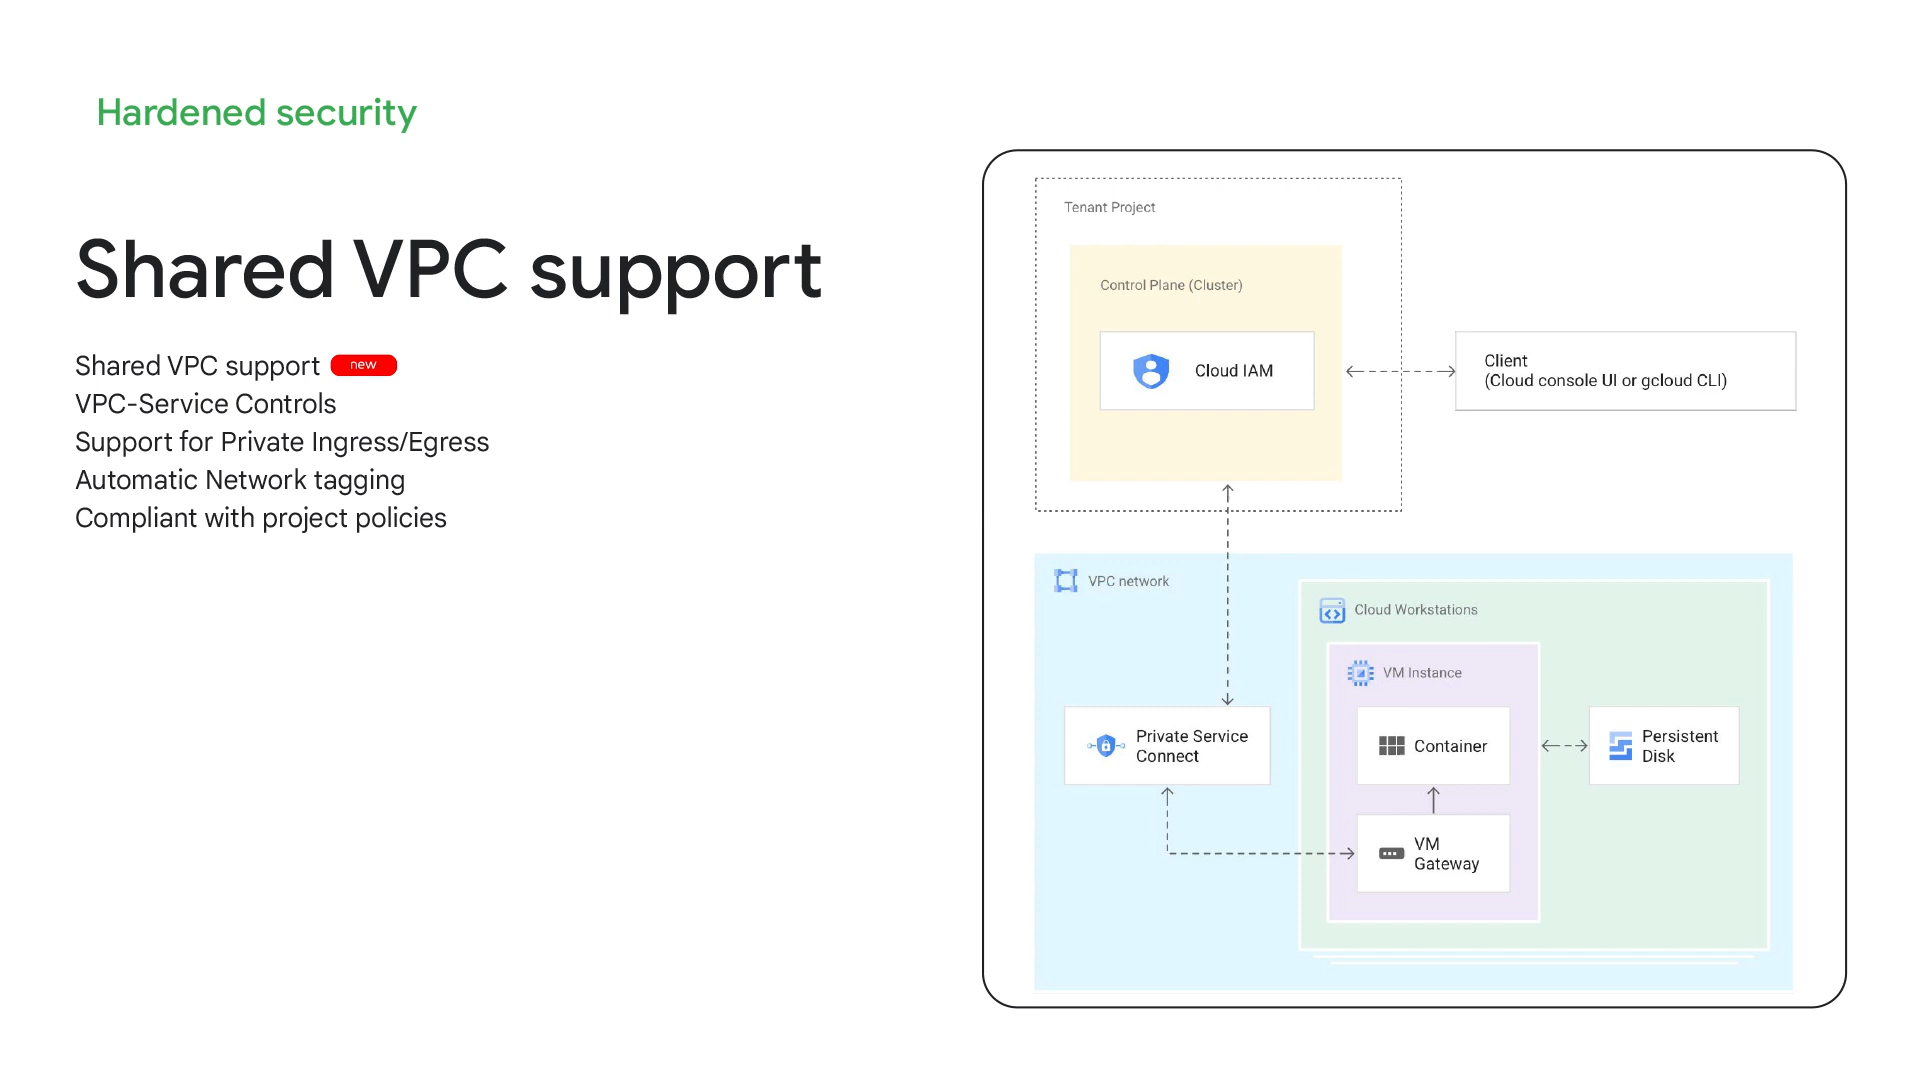 Hardened security
Shared VPC support
Shared VPC support new
VPC-Service Controls
Support for Private Ingress/Egress
Automatic Network tagging
Compliant with project policies
Tenant Project
Control Plane (Cluster)
Cloud IAM
Client
(Cloud console UI or gcloud CLI)
VPC network
Cloud Workstations
VM Instance
Private Service
Connect
Container
Persistent
Disk
VM
Gateway